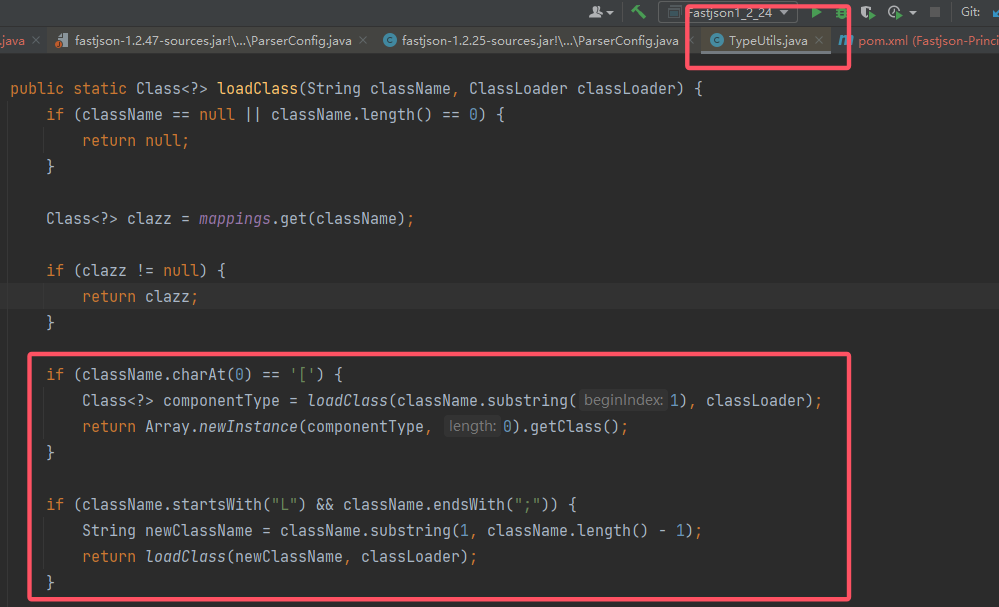 Fastjson1_2_24 Git:
.java fastjson-1.2.47-sources.jar!\...\ParserConfig.java fastjson-1.2.25-sources.jar!\...\ParserConfig.java TypeUtils.java pom.xml (Fastjson-Princi
public static Class<?> loadClass(String className, ClassLoader classLoader) {
if (className == null || className.length() == 0) {
return null;
}
Class<?> clazz = mappings.get(className);
if (clazz != null) {
return clazz;
}
if (className.charAt(0) == '[') {
Class<?> componentType = loadClass(className.substring( beginIndex: 1), classLoader);
return Array.newInstance(componentType, length: 0).getClass();
}
if (className.startsWith("L") && className.endsWith(";")) {
String newClassName = className.substring(1, className.length() - 1);
return loadClass(newClassName, classLoader);
}